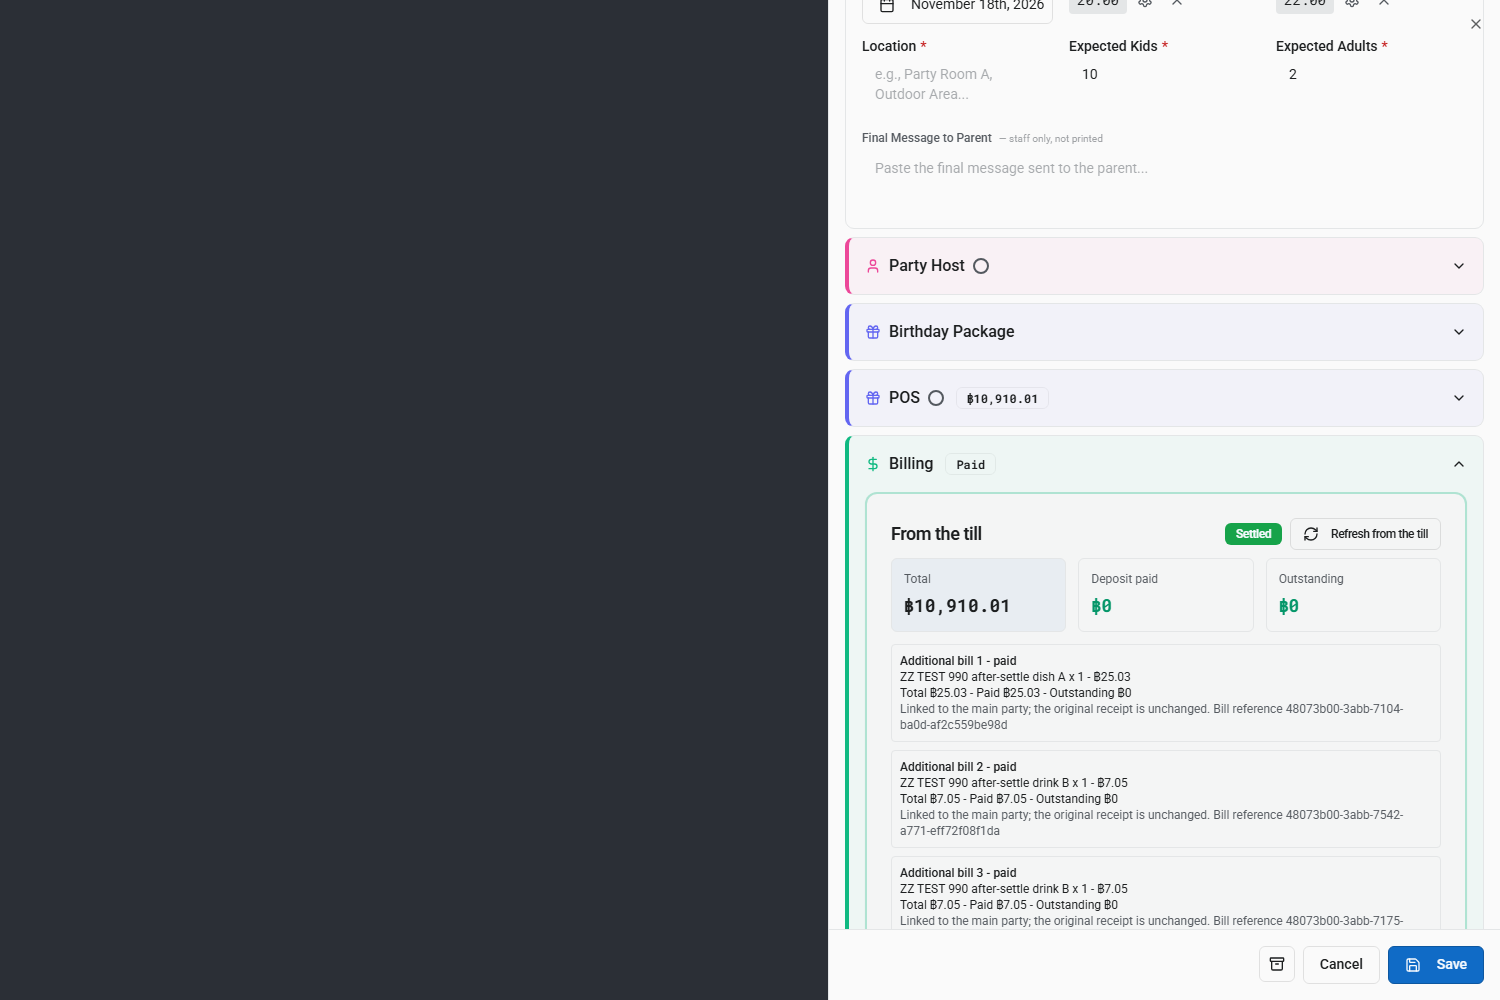 November 18th, 2026
20:00
22:00
Location *
Expected Kids *
Expected Adults *
e.g., Party Room A,
Outdoor Area...
10
2
Final Message to Parent — staff only, not printed
Paste the final message sent to the parent...
Party Host
Birthday Package
POS ฿10,910.01
Billing Paid
From the till
Settled
Refresh from the till
Total
฿10,910.01
Deposit paid
฿0
Outstanding
฿0
Additional bill 1 - paid
ZZ TEST 990 after-settle dish A x 1 - ฿25.03
Total ฿25.03 - Paid ฿25.03 - Outstanding ฿0
Linked to the main party; the original receipt is unchanged. Bill reference 48073b00-3abb-7104-
ba0d-af2c559be98d
Additional bill 2 - paid
ZZ TEST 990 after-settle drink B x 1 - ฿7.05
Total ฿7.05 - Paid ฿7.05 - Outstanding ฿0
Linked to the main party; the original receipt is unchanged. Bill reference 48073b00-3abb-7542-
a771-eff72f08f1da
Additional bill 3 - paid
ZZ TEST 990 after-settle drink B x 1 - ฿7.05
Total ฿7.05 - Paid ฿7.05 - Outstanding ฿0
Linked to the main party; the original receipt is unchanged. Bill reference 48073b00-3abb-7175-
Cancel
Save